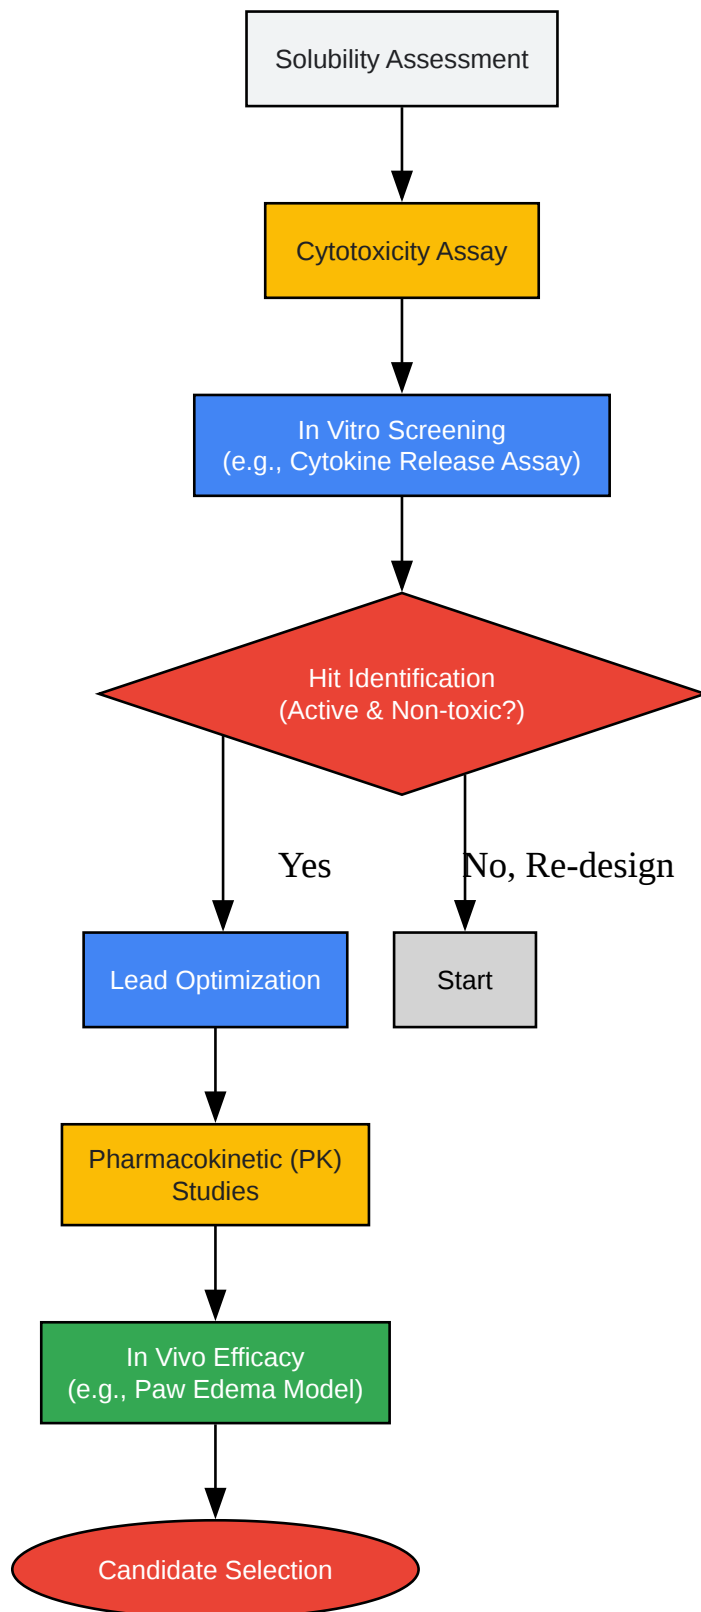 Solubility Assessment
Cytotoxicity Assay
In Vitro Screening
(e.g., Cytokine Release Assay)
Hit Identification
(Active & Non-toxic?)
Yes
No, Re-design
Lead Optimization
Start
Pharmacokinetic (PK)
Studies
In Vivo Efficacy
(e.g., Paw Edema Model)
Candidate Selection